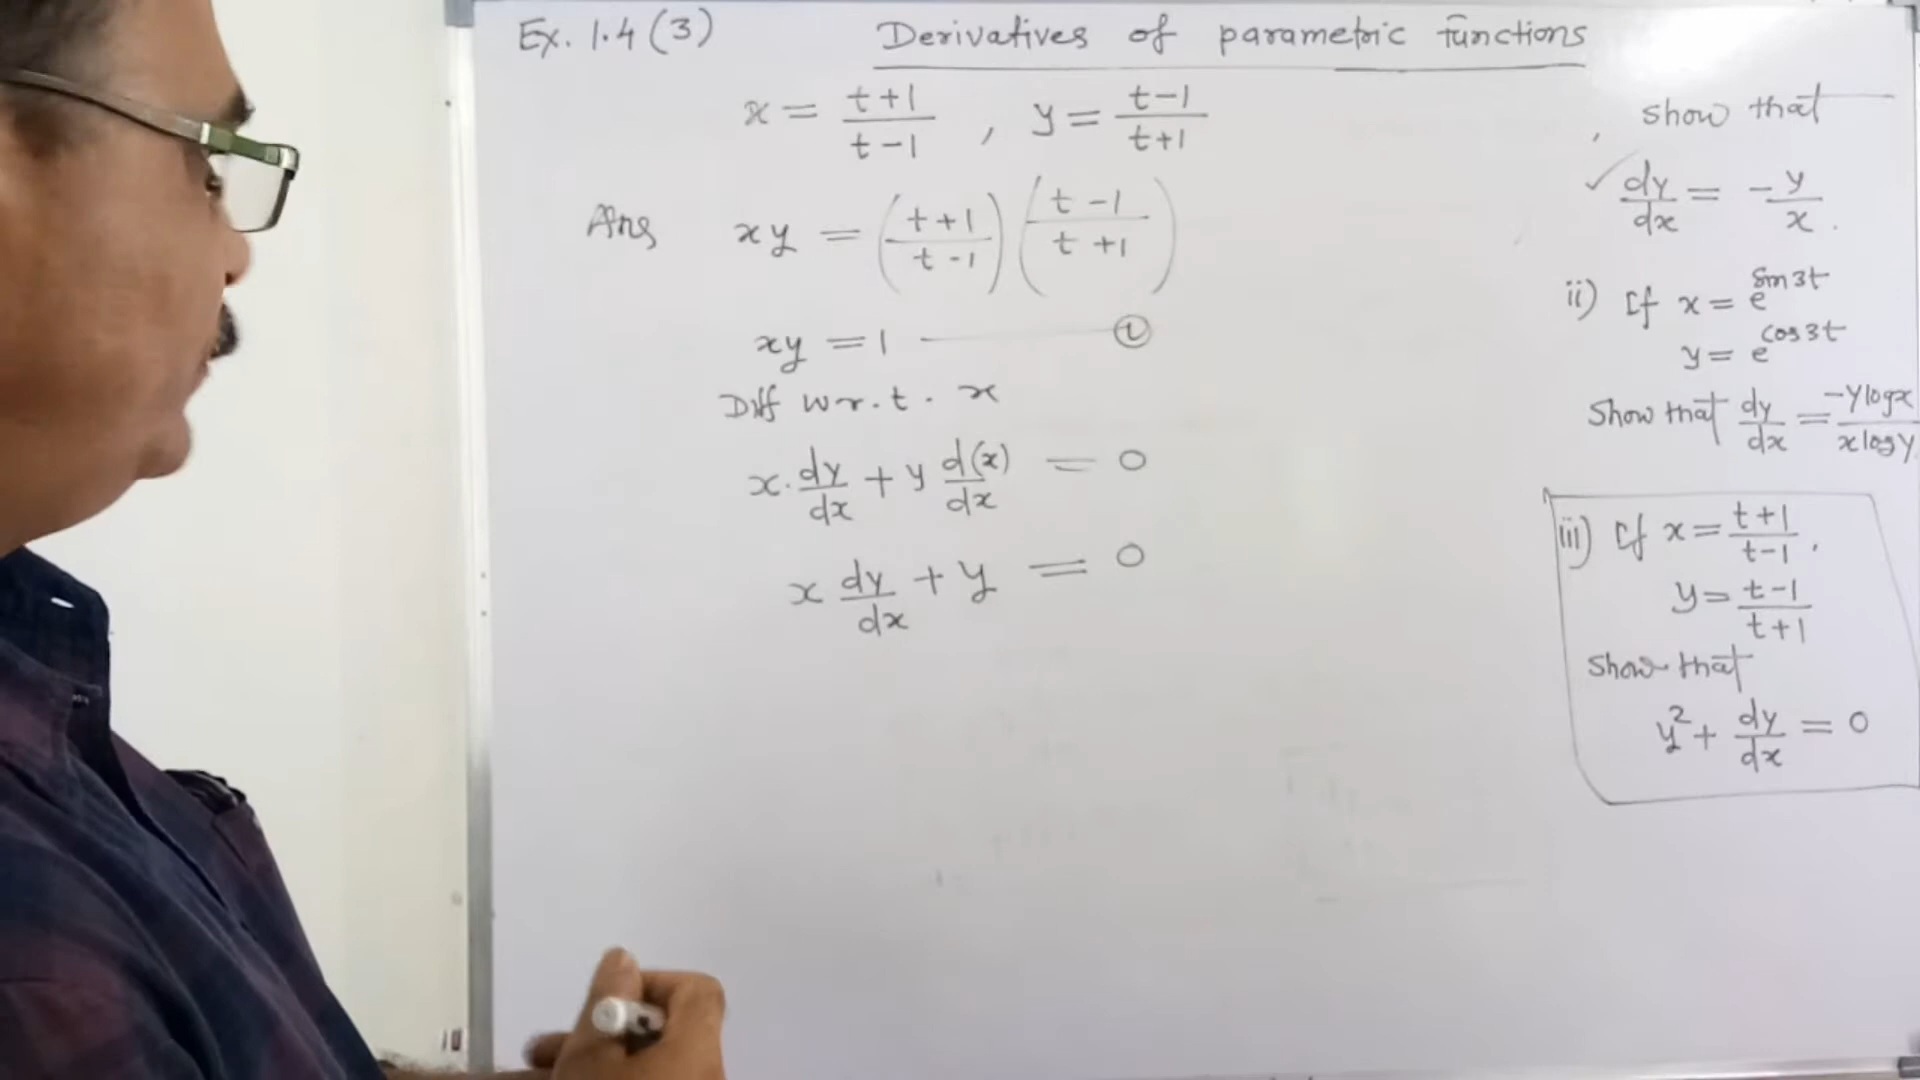 Ex. 1.4 (3)
Derivatives of parametric functions
x = t+1/t-1 , y = t-1/t+1
Ans xy = (t+1/t-1) (t-1/t+1)
xy = 1 —— ①
Diff w.r.t. x
x. dy/dx + y d(x)/dx = 0
x dy/dx + y = 0
, show that
✓ dy/dx = -y/x .
ii) If x = e^sin3t
y = e^cos3t
Show that dy/dx = -ylogx/xlogy
iii) If x = t+1/t-1 ,
y = t-1/t+1
Show that
y² + dy/dx = 0